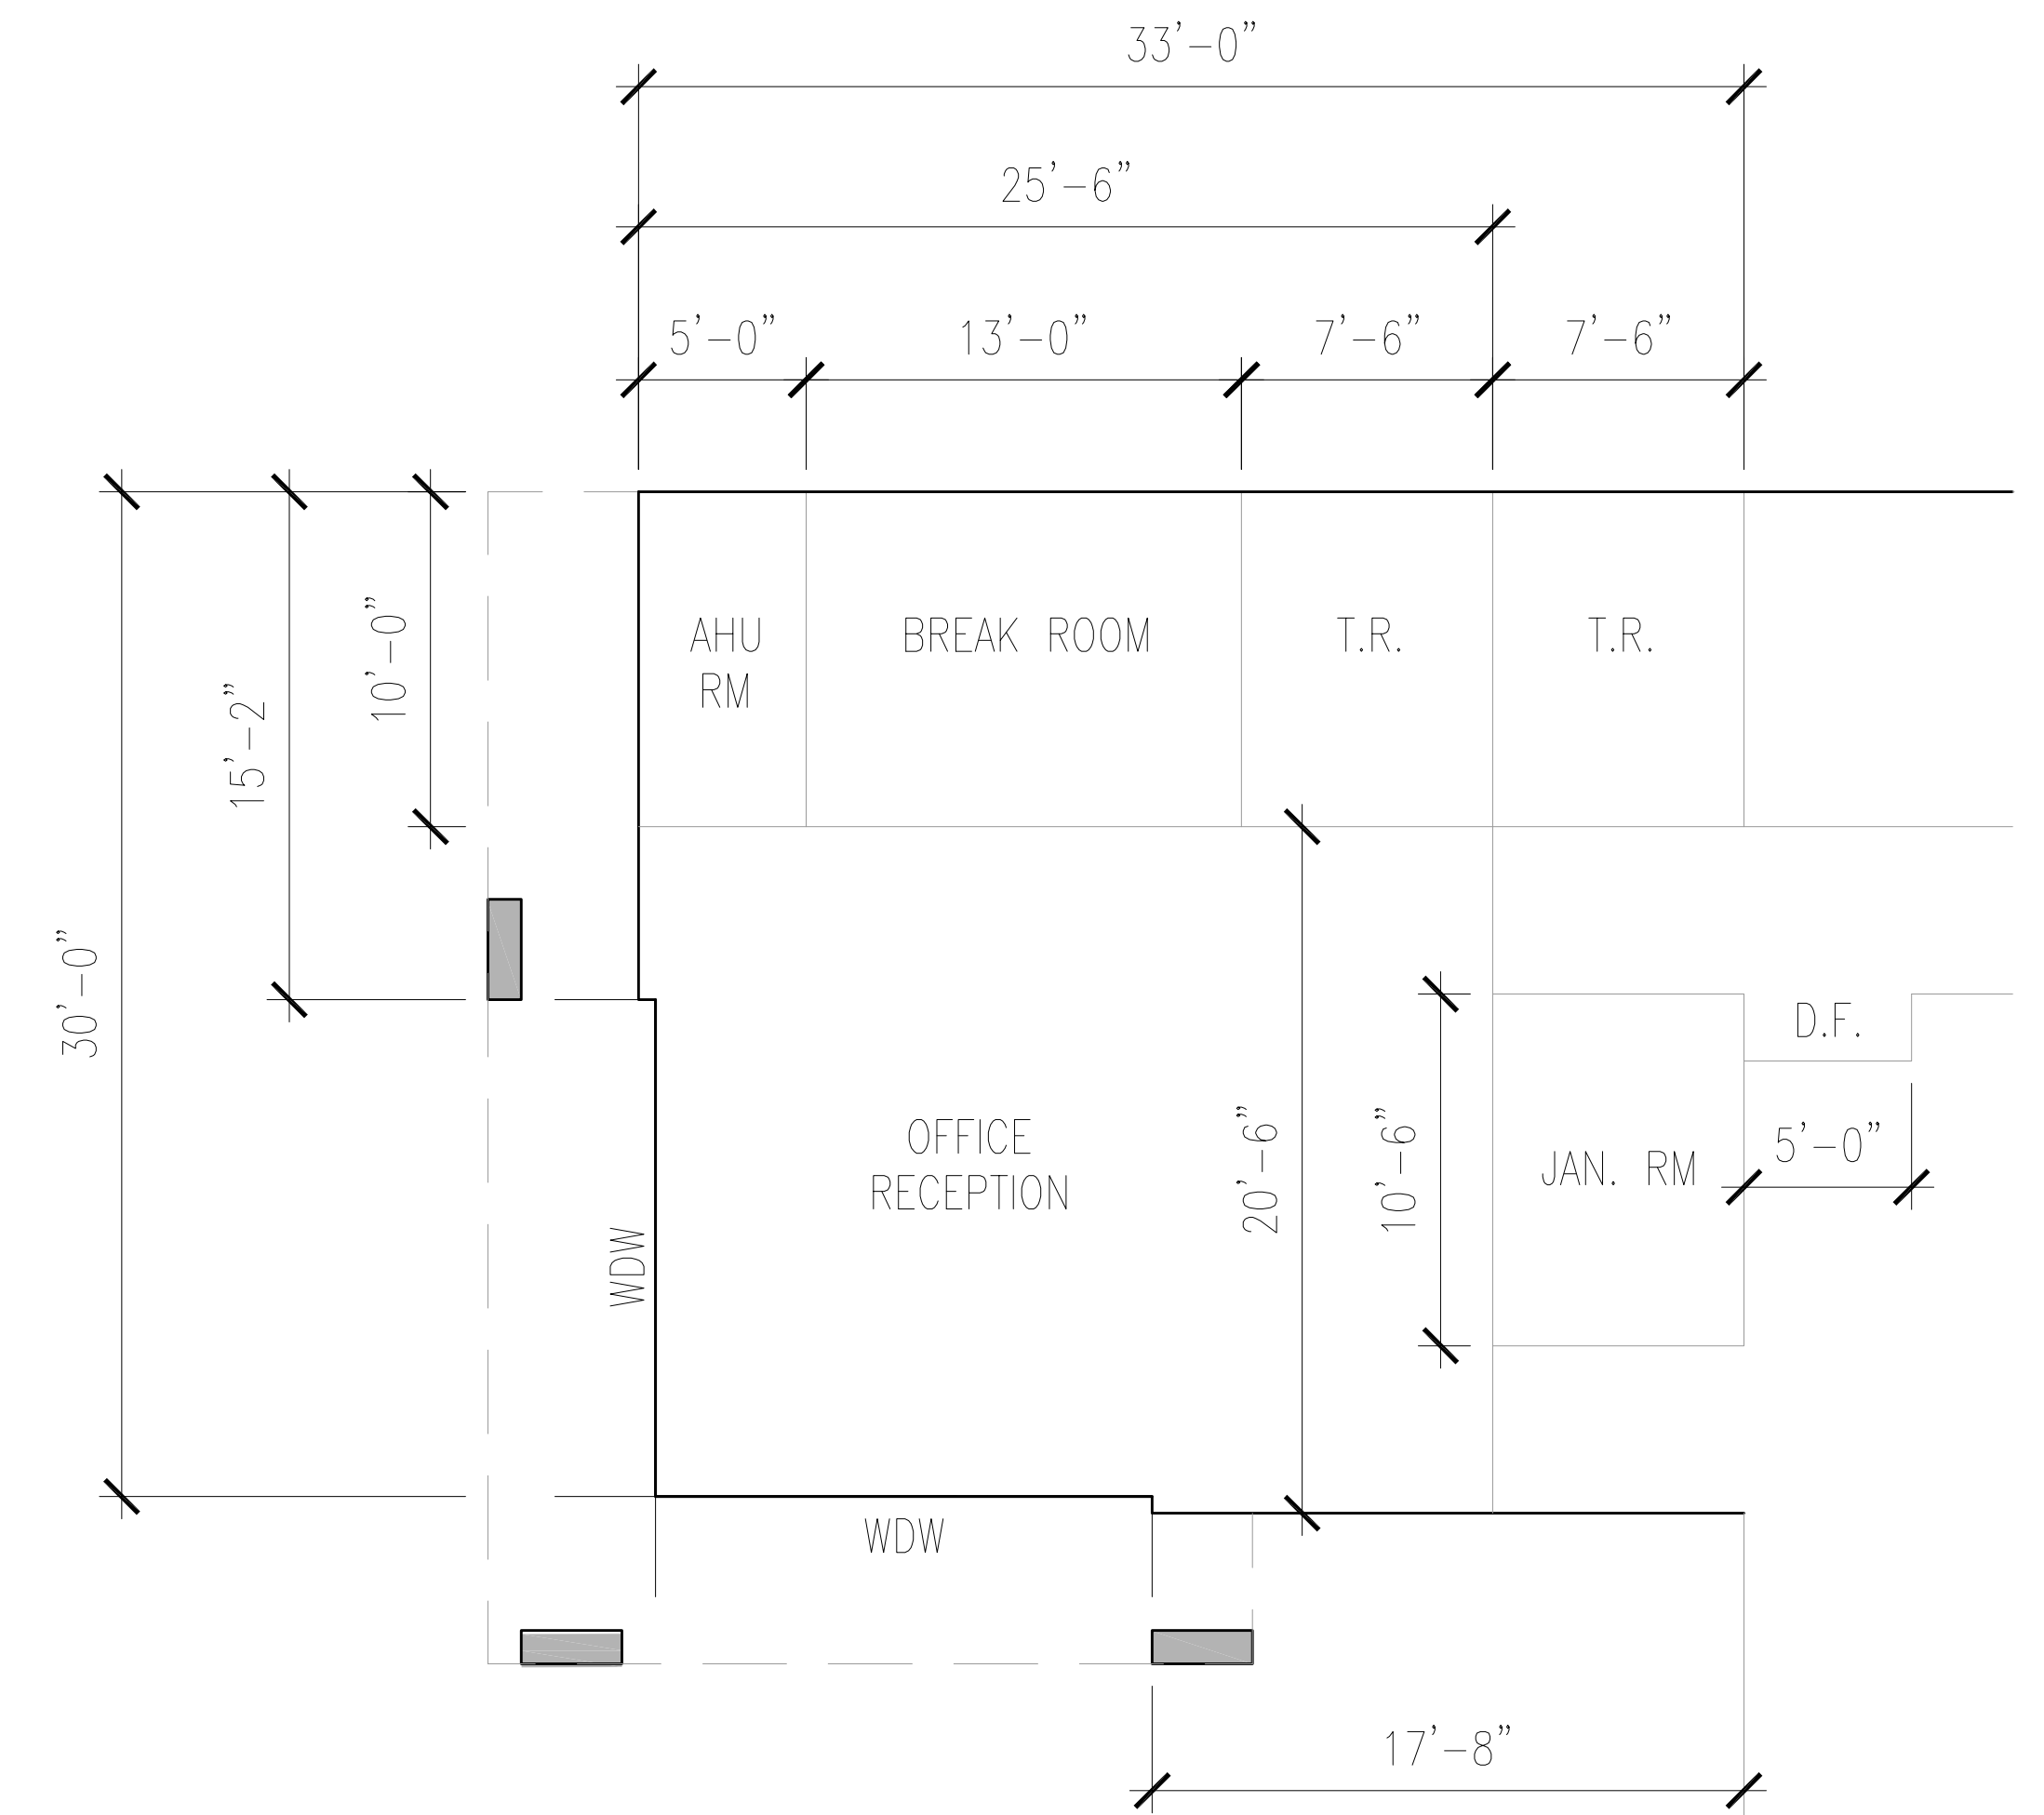 33'-0"
25'-6"
5'-0"
13'-0"
7'-6"
7'-6"
10'-0"
15'-2"
30'-0"
AHU
RM
BREAK ROOM
T.R.
T.R.
D.F.
OFFICE
RECEPTION
20'-6"
10'-6"
JAN. RM
5'-0"
WDW
WDW
17'-8"